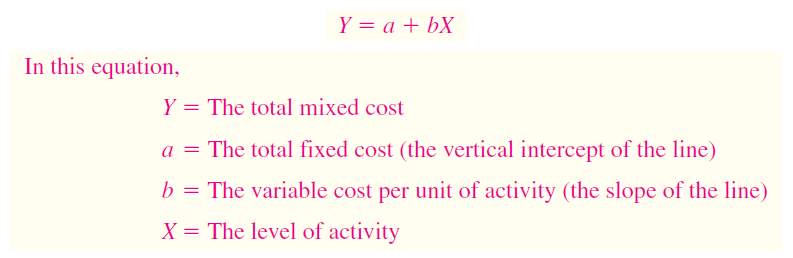 Y = a + bX
In this equation,
Y = The total mixed cost
a = The total fixed cost (the vertical intercept of the line)
b = The variable cost per unit of activity (the slope of the line)
X = The level of activity